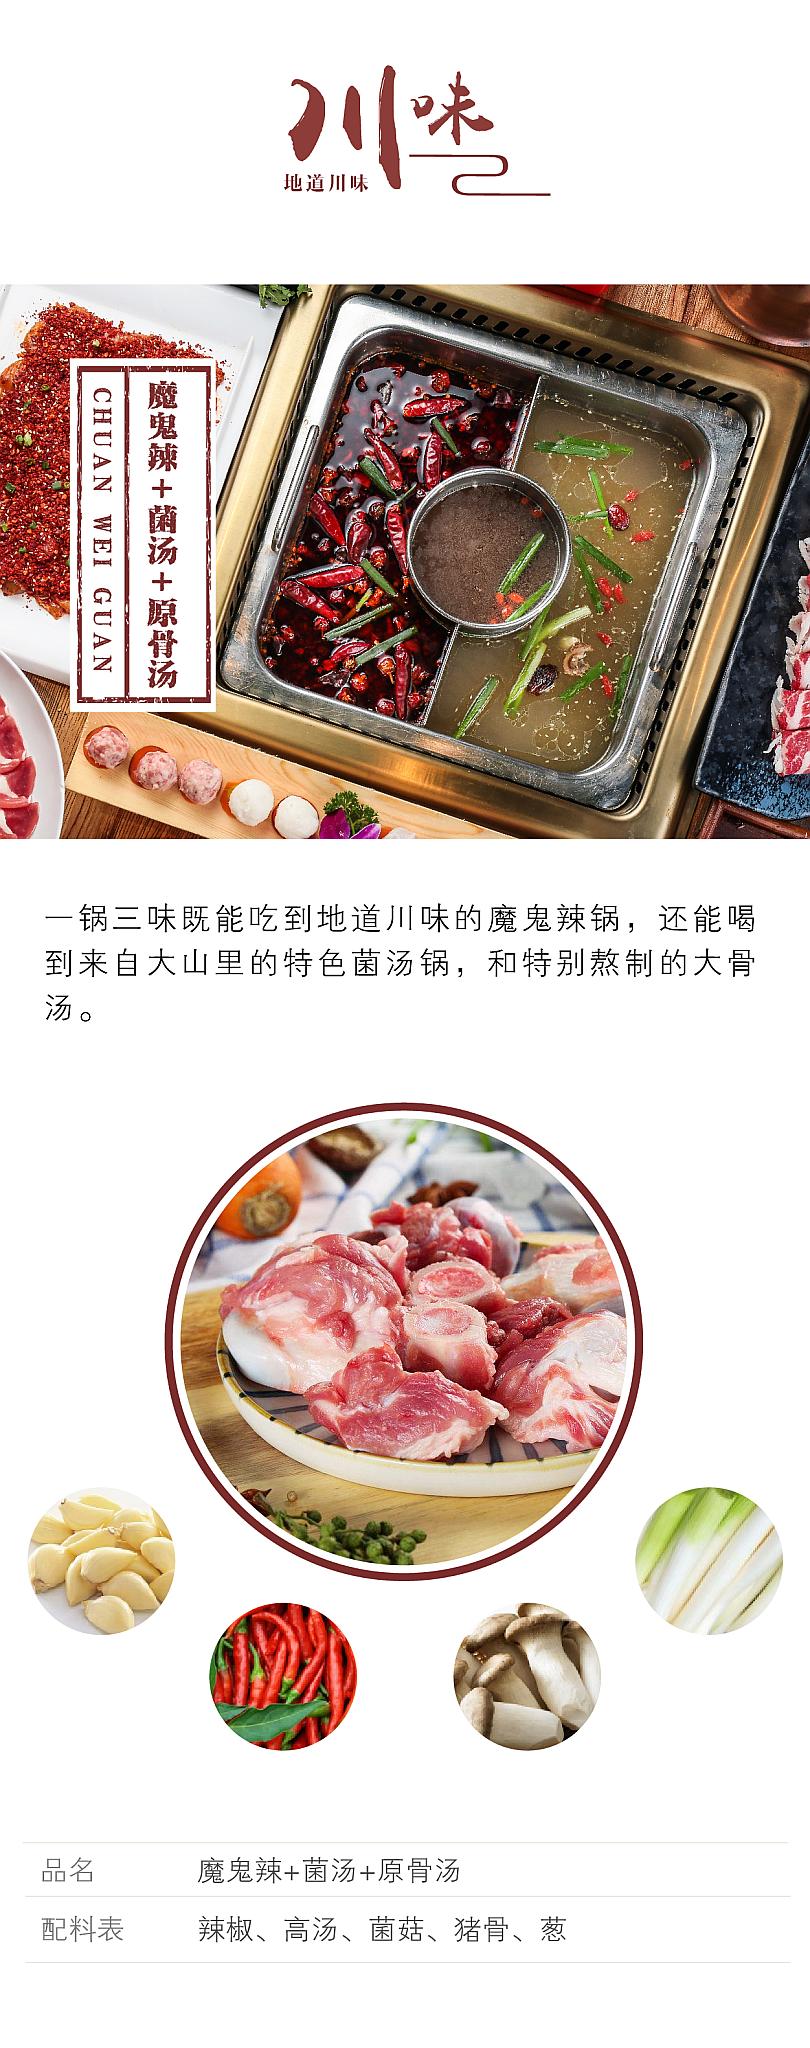 川味
地道川味
魔鬼辣+菌汤+原骨汤
CHUAN WEI GUAN
一锅三味既能吃到地道川味的魔鬼辣锅，还能喝
到来自大山里的特色菌汤锅，和特别熬制的大骨
汤。
品名 魔鬼辣+菌汤+原骨汤
配料表 辣椒、高汤、菌菇、猪骨、葱